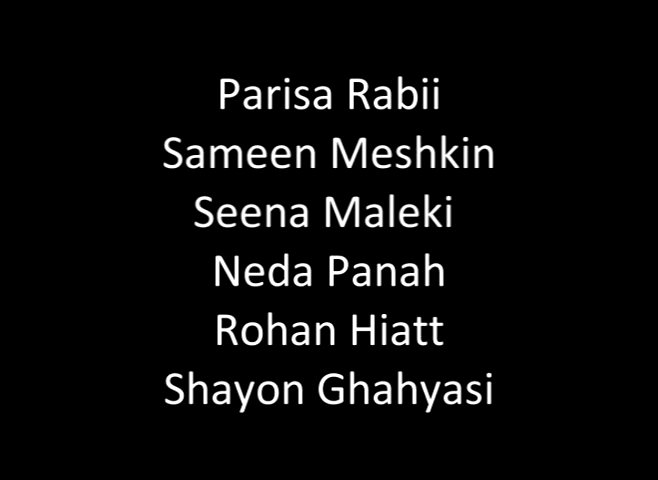 Parisa Rabii
Sameen Meshkin
Seena Maleki
Neda Panah
Rohan Hiatt
Shayon Ghahyasi